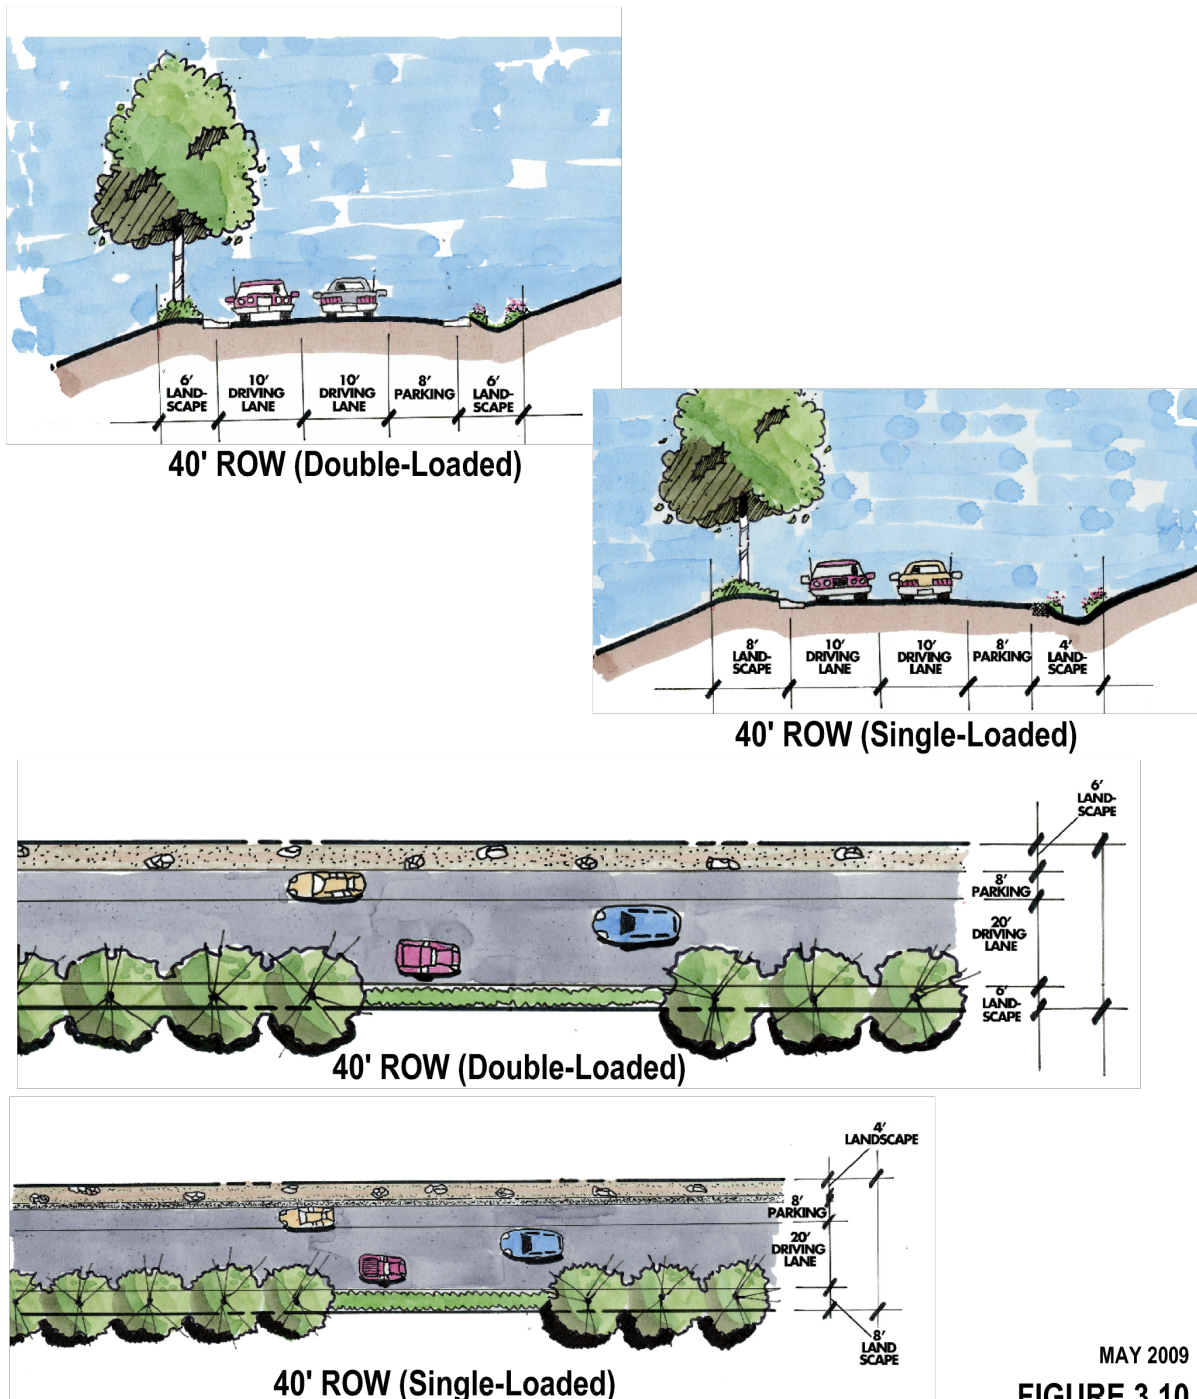 6'
LAND-
SCAPE
10'
DRIVING
LANE
10'
DRIVING
LANE
8'
PARKING
6'
LAND-
SCAPE
40' ROW (Double-Loaded)
8'
LAND-
SCAPE
10'
DRIVING
LANE
10'
DRIVING
LANE
8'
PARKING
4'
LAND-
SCAPE
40' ROW (Single-Loaded)
6'
LAND-
SCAPE
8'
PARKING
20'
DRIVING
LANE
6'
LAND-
SCAPE
40' ROW (Double-Loaded)
4'
LANDSCAPE
8'
PARKING
20'
DRIVING
LANE
8'
LAND
SCAPE
40' ROW (Single-Loaded)
MAY 2009
FIGURE 3.10